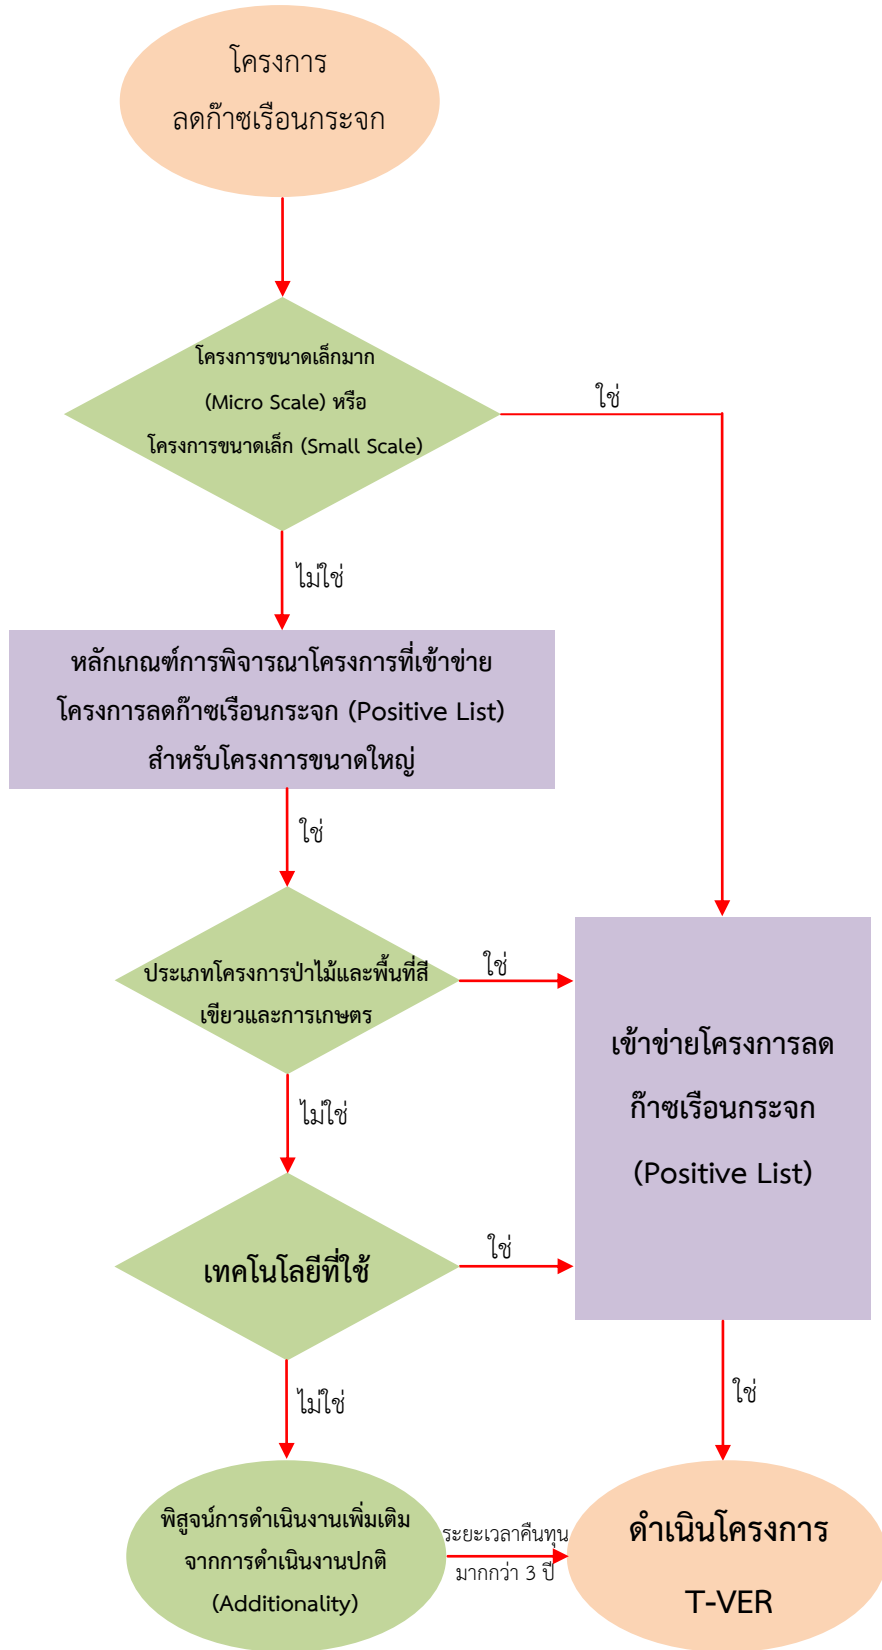 โครงการ
ลดก๊าซเรือนกระจก
โครงการขนาดเล็กมาก
(Micro Scale) หรือ
โครงการขนาดเล็ก (Small Scale)
ใช่
ไม่ใช่
หลักเกณฑ์การพิจารณาโครงการที่เข้าข่าย
โครงการลดก๊าซเรือนกระจก (Positive List)
สำหรับโครงการขนาดใหญ่
ใช่
ประเภทโครงการป่าไม้และพื้นที่สี
เขียวและการเกษตร
ใช่
ไม่ใช่
เข้าข่ายโครงการลด
ก๊าซเรือนกระจก
(Positive List)
เทคโนโลยีที่ใช้
ใช่
ไม่ใช่
ใช่
พิสูจน์การดำเนินงานเพิ่มเติม
จากการดำเนินงานปกติ
(Additionality)
ระยะเวลาคืนทุน
มากกว่า 3 ปี
ดำเนินโครงการ
T-VER